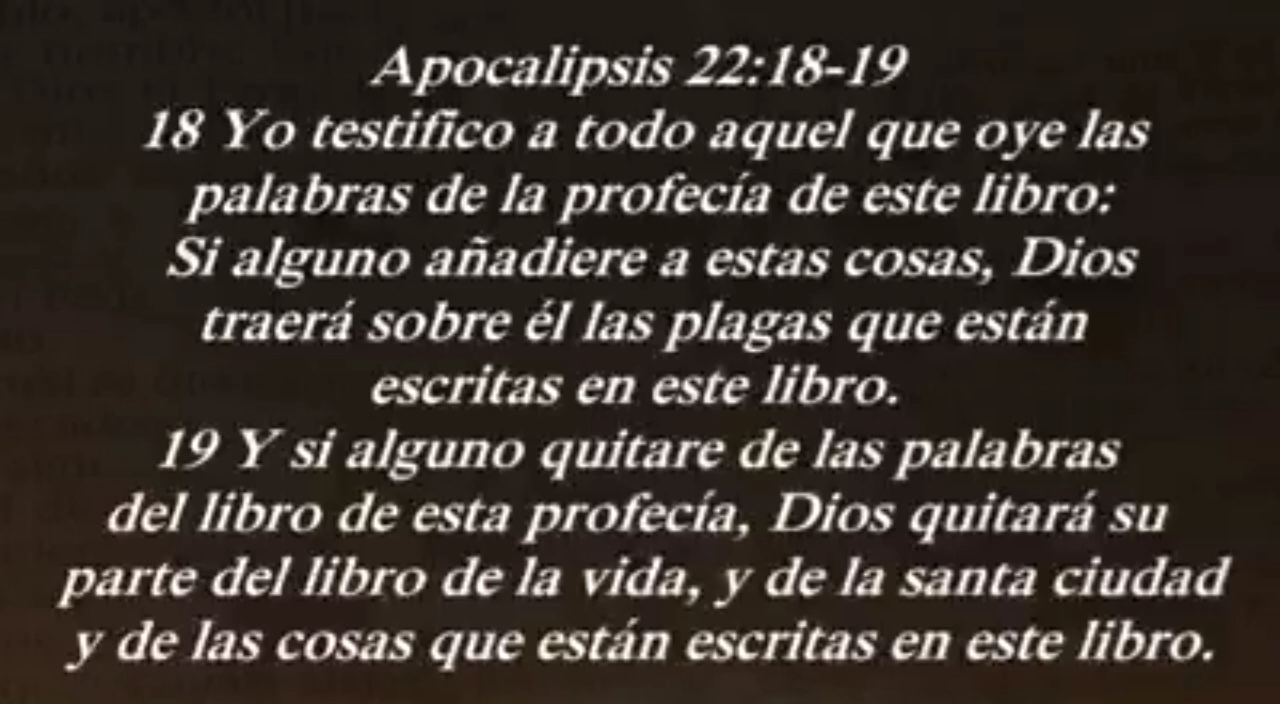 Apocalipsis 22:18-19
18 Yo testifico a todo aquel que oye las
palabras de la profecía de este libro:
Si alguno añadiere a estas cosas, Dios
traerá sobre él las plagas que están
escritas en este libro.
19 Y si alguno quitare de las palabras
del libro de esta profecía, Dios quitará su
parte del libro de la vida, y de la santa ciudad
y de las cosas que están escritas en este libro.